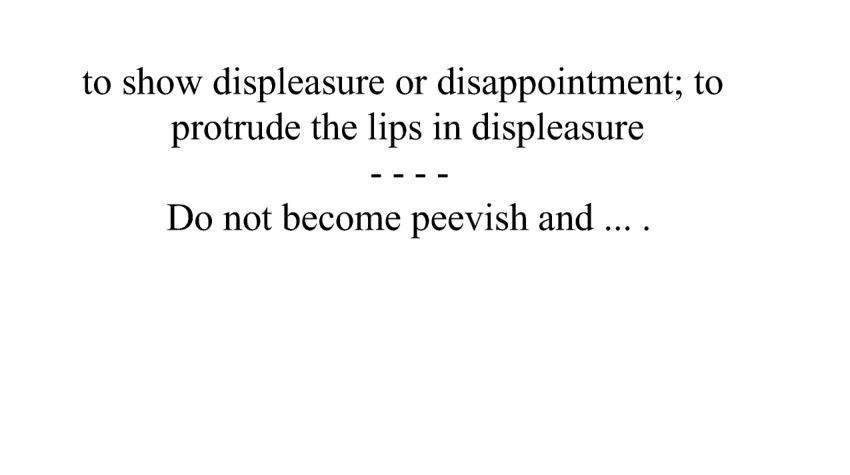 to show displeasure or disappointment; to
protrude the lips in displeasure
- - - -
Do not become peevish and ... .